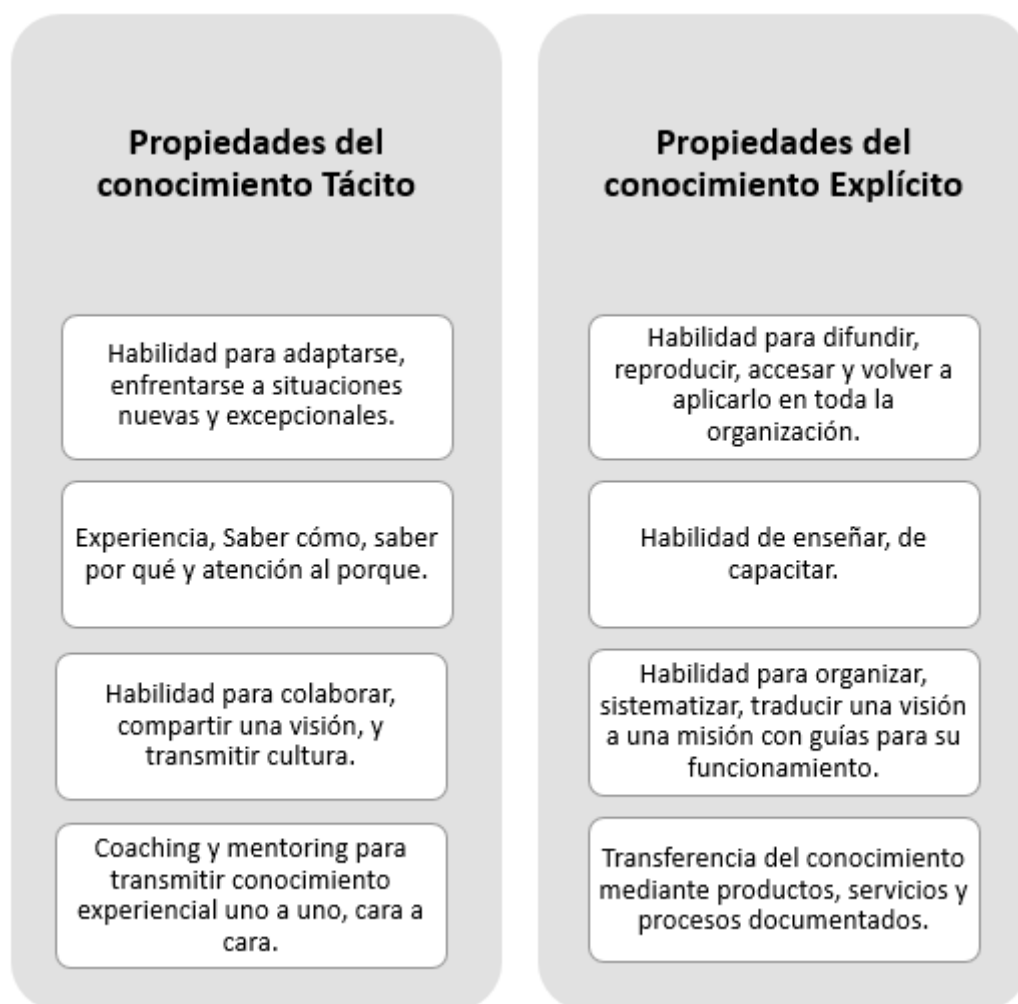 Propiedades del
conocimiento Tácito
Habilidad para adaptarse,
enfrentarse a situaciones
nuevas y excepcionales.
Experiencia, Saber cómo, saber
por qué y atención al porque.
Habilidad para colaborar,
compartir una visión, y
transmitir cultura.
Coaching y mentoring para
transmitir conocimiento
experiencial uno a uno, cara a
cara.
Propiedades del
conocimiento Explícito
Habilidad para difundir,
reproducir, accesar y volver a
aplicarlo en toda la
organización.
Habilidad de enseñar, de
capacitar.
Habilidad para organizar,
sistematizar, traducir una visión
a una misión con guías para su
funcionamiento.
Transferencia del conocimiento
mediante productos, servicios y
procesos documentados.